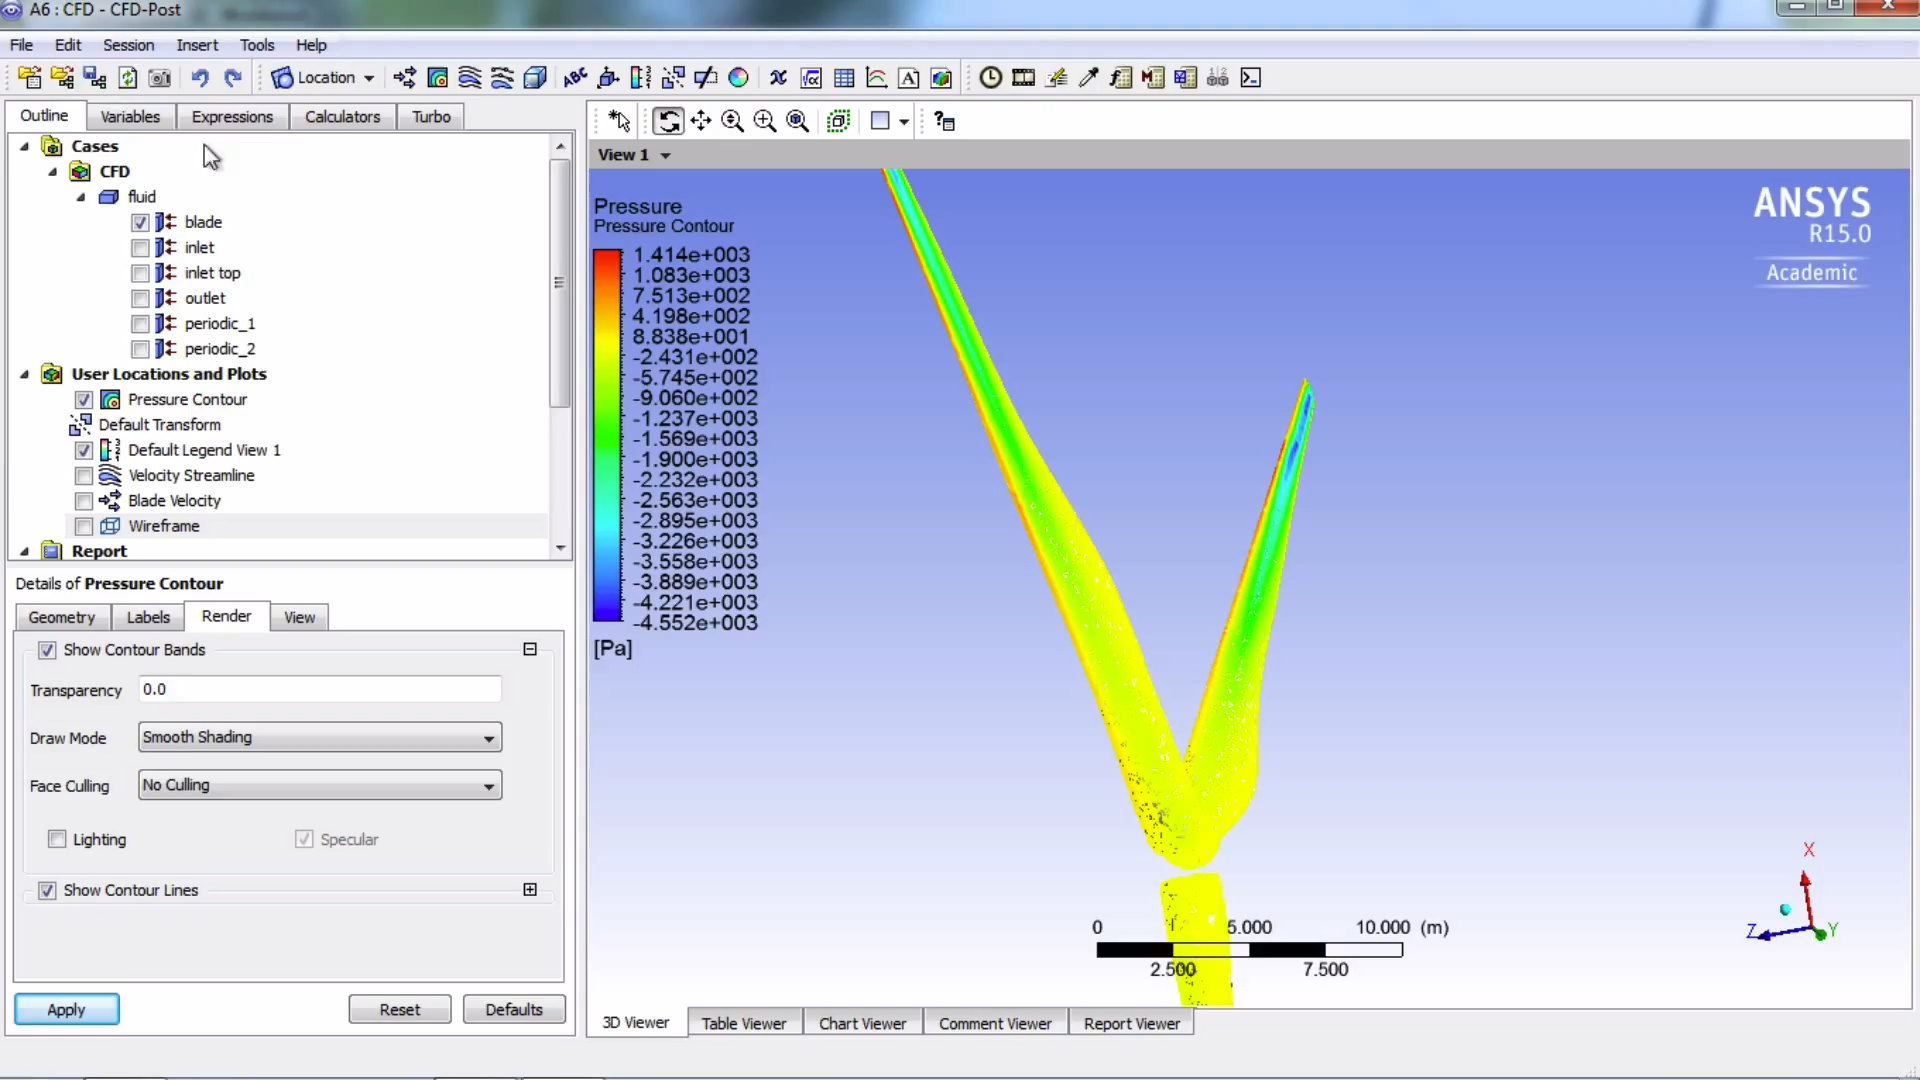 A6 : CFD - CFD-Post
File Edit Session Insert Tools Help
Location
Outline Variables Expressions Calculators Turbo
Cases
CFD
fluid
blade
inlet
inlet top
outlet
periodic_1
periodic_2
User Locations and Plots
Pressure Contour
Default Transform
Default Legend View 1
Velocity Streamline
Blade Velocity
Wireframe
Report
Details of Pressure Contour
Geometry Labels Render View
Show Contour Bands
Transparency 0.0
Draw Mode Smooth Shading
Face Culling No Culling
Lighting Specular
Show Contour Lines
Apply Reset Defaults
View 1
Pressure
Pressure Contour
1.414e+003
1.083e+003
7.513e+002
4.198e+002
8.838e+001
-2.431e+002
-5.745e+002
-9.060e+002
-1.237e+003
-1.569e+003
-1.900e+003
-2.232e+003
-2.563e+003
-2.895e+003
-3.226e+003
-3.558e+003
-3.889e+003
-4.221e+003
-4.552e+003
[Pa]
ANSYS
R15.0
Academic
0 5.000 10.000 (m)
2.500 7.500
X
Z Y
3D Viewer Table Viewer Chart Viewer Comment Viewer Report Viewer